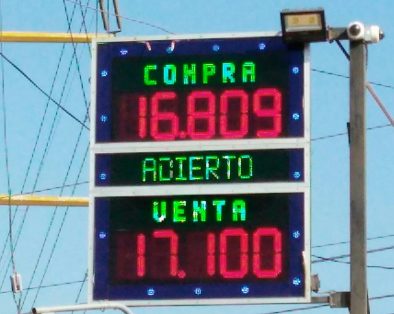 COMPRA
16.809
ABIERTO
VENTA
17.100